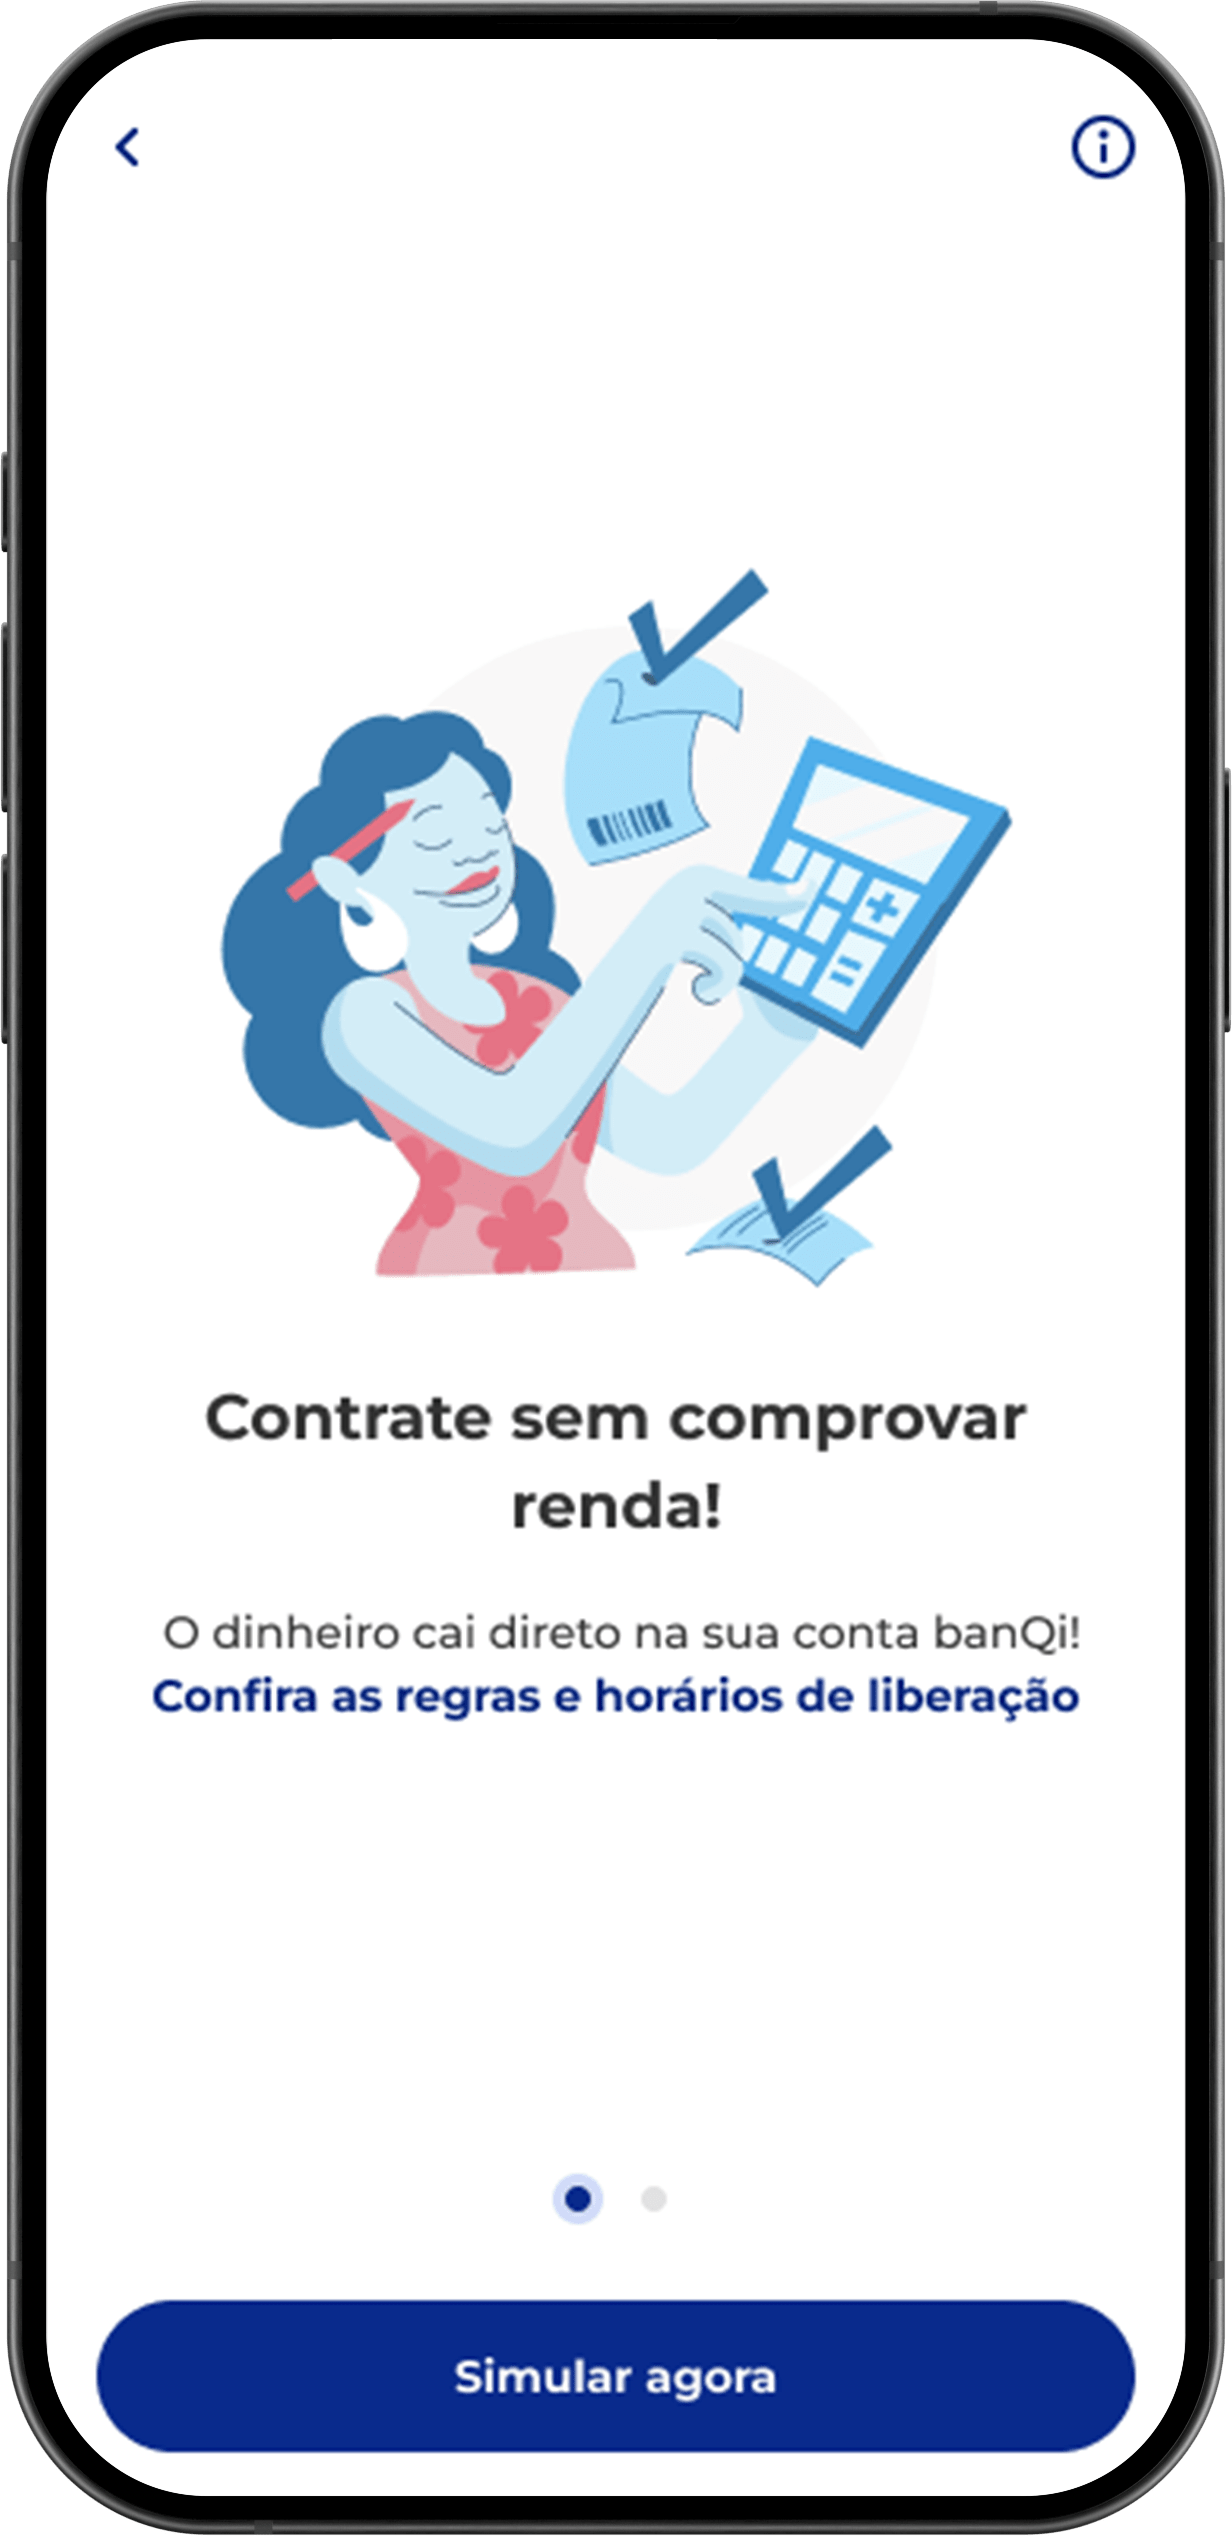 Contrate sem comprovar
renda!
O dinheiro cai direto na sua conta banQi!
Confira as regras e horários de liberação
Simular agora